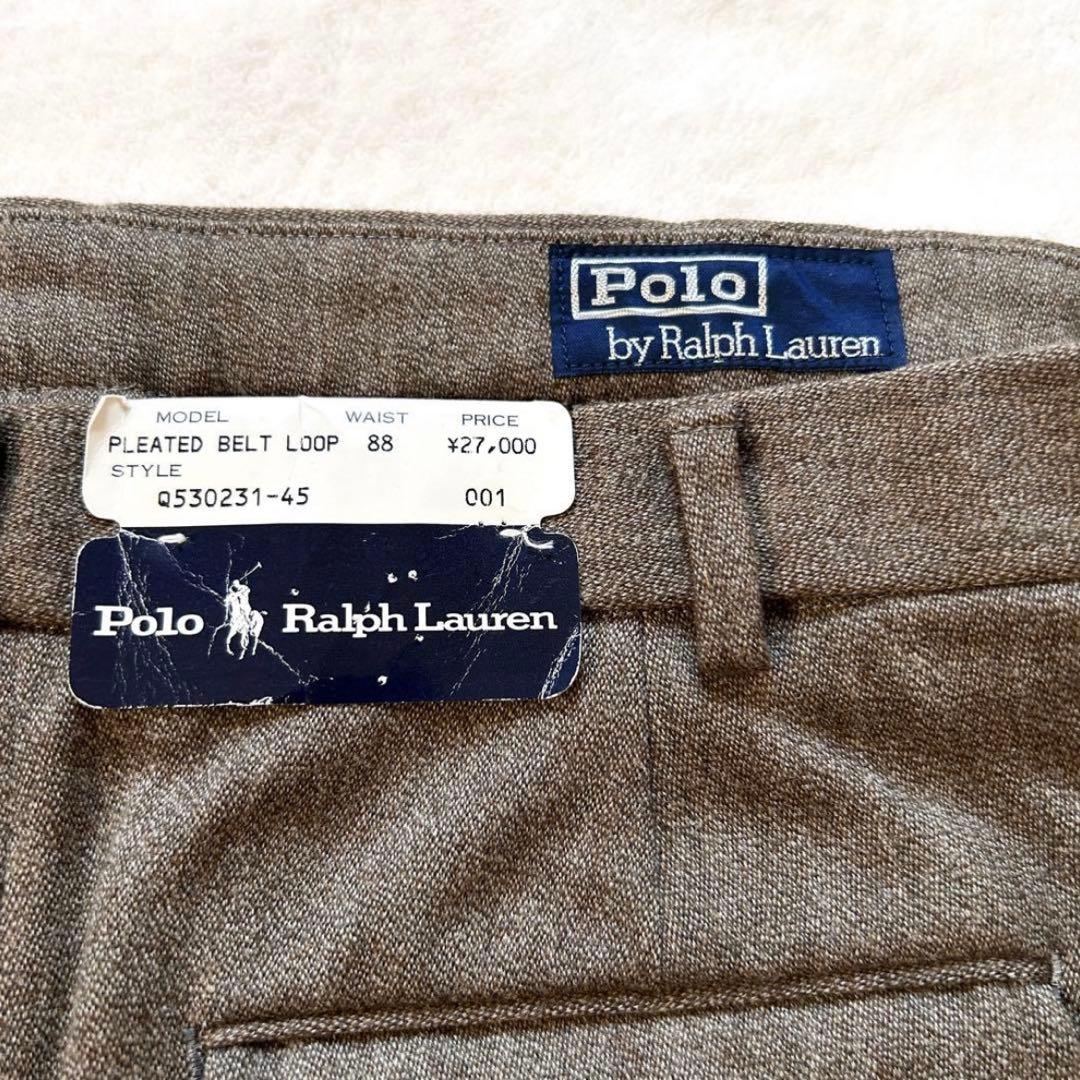 Polo
by Ralph Lauren
MODEL WAIST PRICE
PLEATED BELT LOOP 88 ¥27,000
STYLE
Q530231-45 001
Polo Ralph Lauren